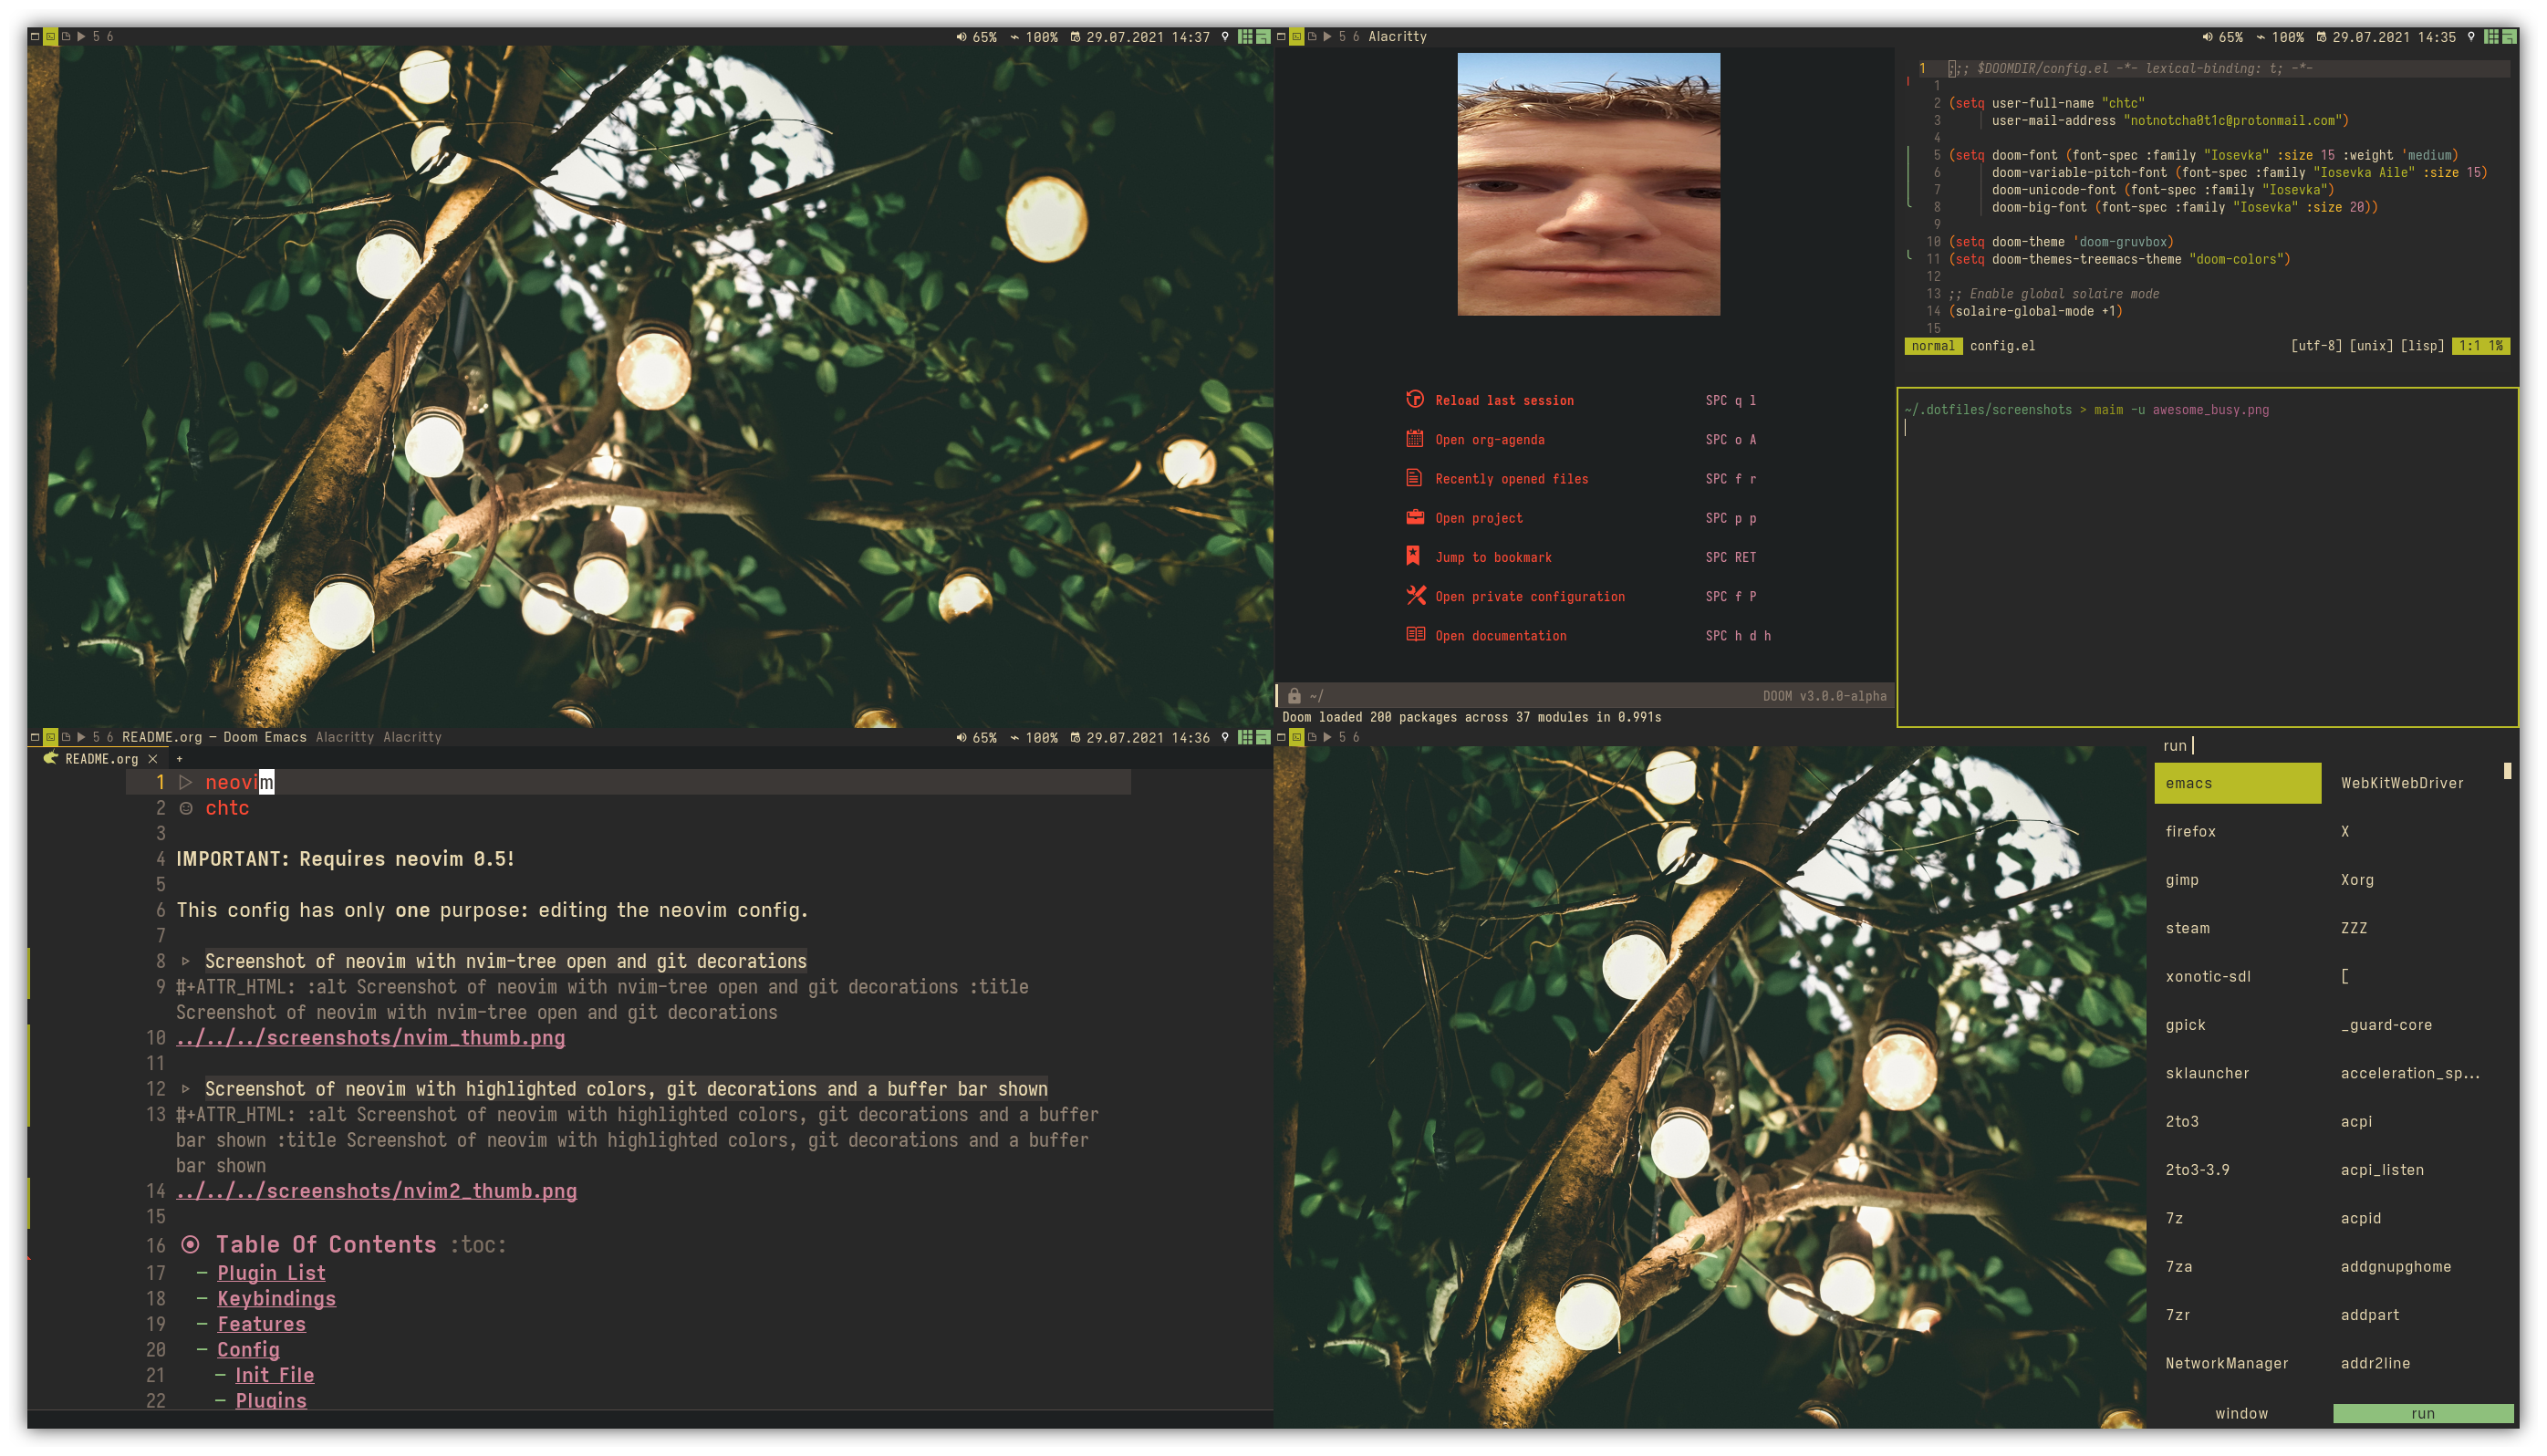 5 6
65% 100% 29.07.2021 14:37
5 6 Alacritty
65% 100% 29.07.2021 14:35
Reload last session SPC q l
Open org-agenda SPC o A
Recently opened files SPC f r
Open project SPC p p
Jump to bookmark SPC RET
Open private configuration SPC f P
Open documentation SPC h d h
~/ DOOM v3.0.0-alpha
Doom loaded 200 packages across 37 modules in 0.991s
1 ;;; $DOOMDIR/config.el -*- lexical-binding: t; -*-
1
2 (setq user-full-name "chtc"
3 user-mail-address "notnotcha0t1c@protonmail.com")
4
5 (setq doom-font (font-spec :family "Iosevka" :size 15 :weight 'medium)
6 doom-variable-pitch-font (font-spec :family "Iosevka Aile" :size 15)
7 doom-unicode-font (font-spec :family "Iosevka")
8 doom-big-font (font-spec :family "Iosevka" :size 20))
9
10 (setq doom-theme 'doom-gruvbox)
11 (setq doom-themes-treemacs-theme "doom-colors")
12
13 ;; Enable global solaire mode
14 (solaire-global-mode +1)
15
normal config.el [utf-8] [unix] [lisp] 1:1 1%
~/.dotfiles/screenshots > maim -u awesome_busy.png
5 6 README.org – Doom Emacs Alacritty Alacritty
65% 100% 29.07.2021 14:36
README.org × +
1 neovim
2 chtc
3
4 IMPORTANT: Requires neovim 0.5!
5
6 This config has only one purpose: editing the neovim config.
7
8 Screenshot of neovim with nvim-tree open and git decorations
9 #+ATTR_HTML: :alt Screenshot of neovim with nvim-tree open and git decorations :title
Screenshot of neovim with nvim-tree open and git decorations
10 ../../../screenshots/nvim_thumb.png
11
12 Screenshot of neovim with highlighted colors, git decorations and a buffer bar shown
13 #+ATTR_HTML: :alt Screenshot of neovim with highlighted colors, git decorations and a buffer
bar shown :title Screenshot of neovim with highlighted colors, git decorations and a buffer
bar shown
14 ../../../screenshots/nvim2_thumb.png
15
16 Table Of Contents :toc:
17 – Plugin List
18 – Keybindings
19 – Features
20 – Config
21 – Init File
22 – Plugins
5 6
run
emacs WebKitWebDriver
firefox X
gimp Xorg
steam ZZZ
xonotic-sdl [
gpick _guard-core
sklauncher acceleration_sp...
2to3 acpi
2to3-3.9 acpi_listen
7z acpid
7za addgnupghome
7zr addpart
NetworkManager addr2line
window run